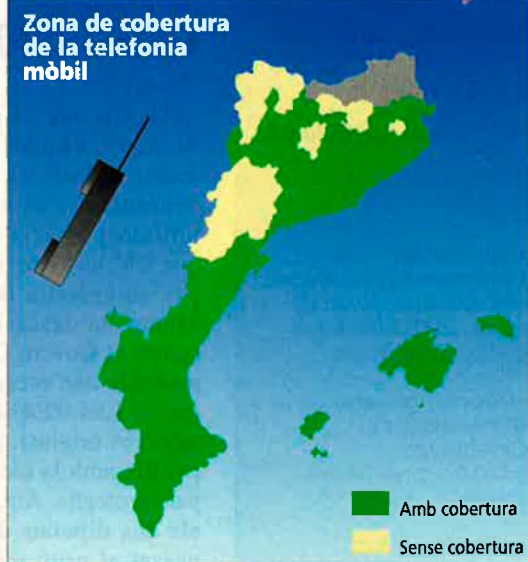 Zona de cobertura
de la telefonia
mòbil
Amb cobertura
Sense cobertura